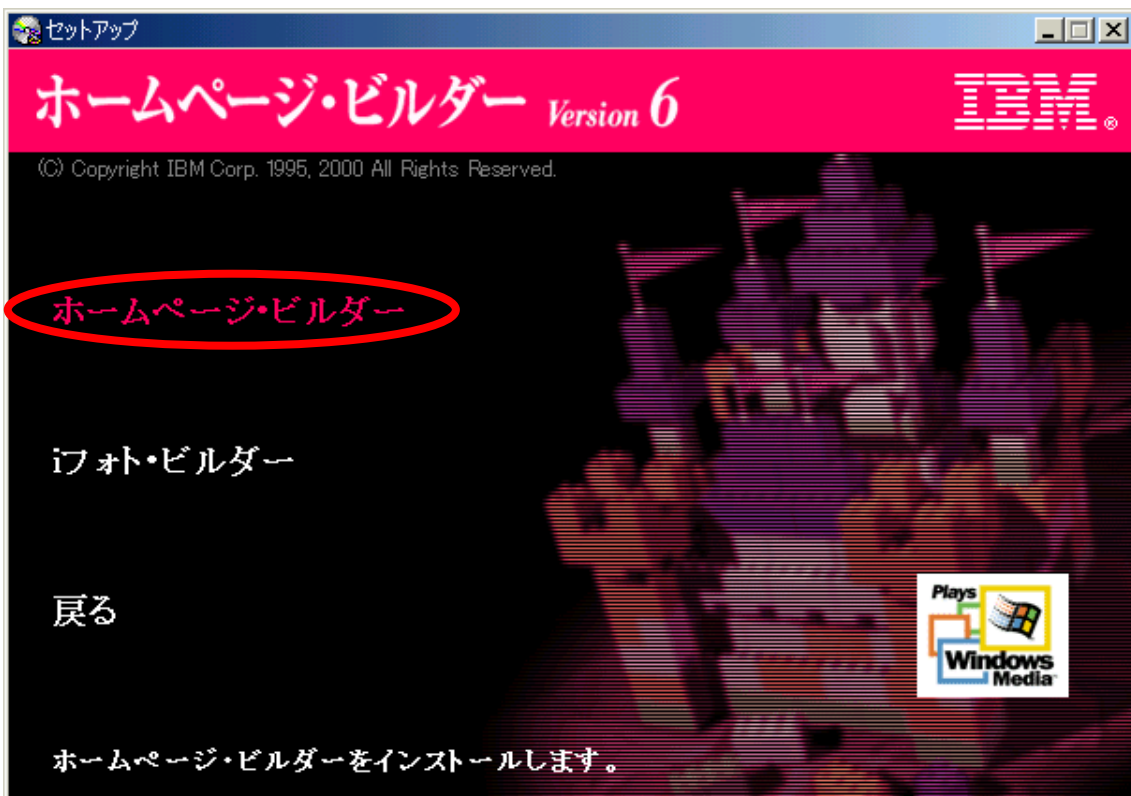 セットアップ
ホームページ・ビルダー Version 6
IBM®
(C) Copyright IBM Corp. 1995, 2000 All Rights Reserved.
ホームページ・ビルダー
iフォト・ビルダー
戻る
Plays
Windows
Media
ホームページ・ビルダーをインストールします。